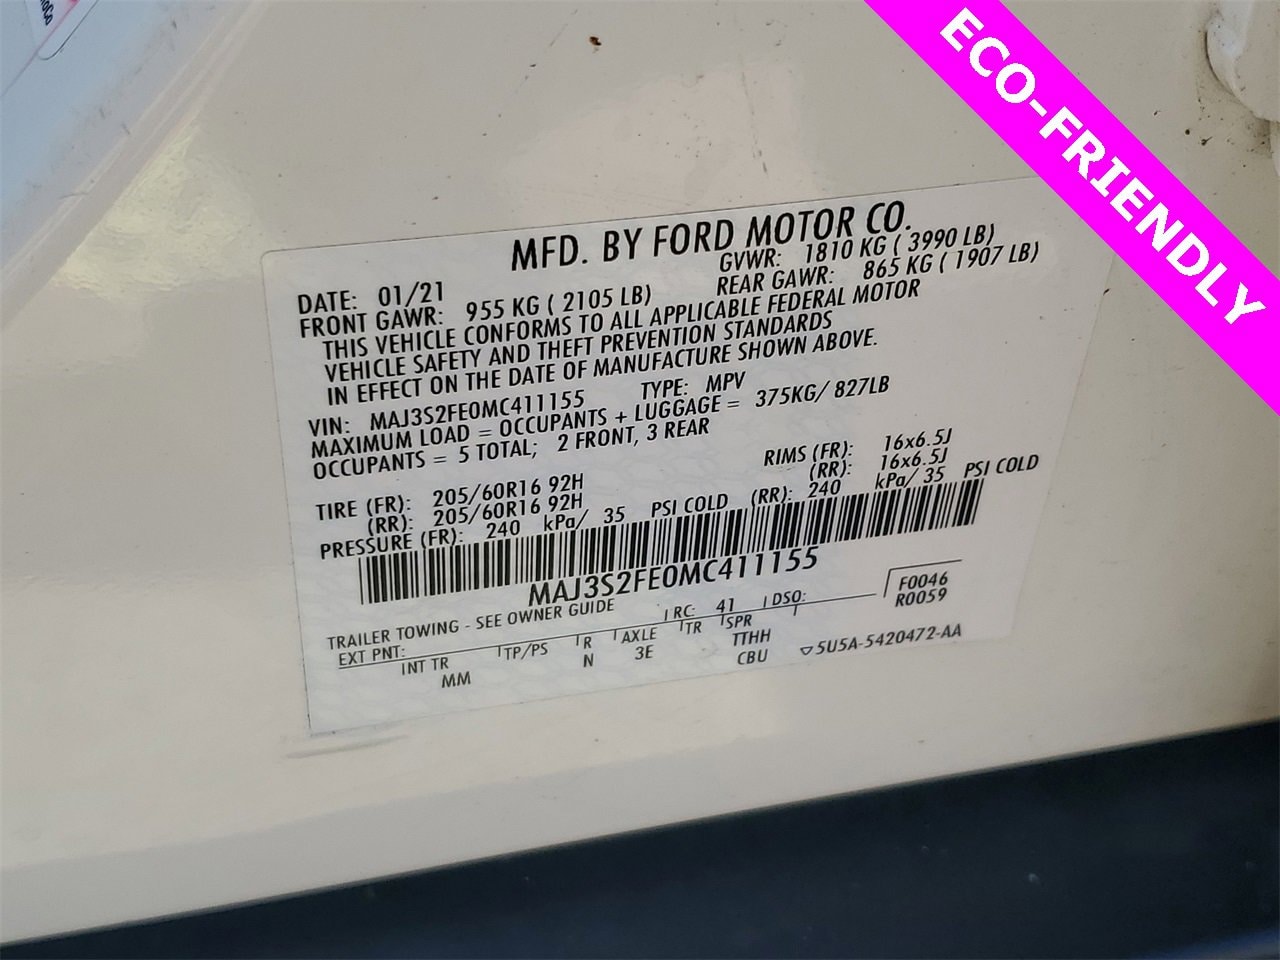 ECO-FRIENDLY
MFD. BY FORD MOTOR CO.
DATE: 01/21 GVWR: 1810 KG ( 3990 LB)
FRONT GAWR: 955 KG ( 2105 LB) REAR GAWR: 865 KG ( 1907 LB)
THIS VEHICLE CONFORMS TO ALL APPLICABLE FEDERAL MOTOR
VEHICLE SAFETY AND THEFT PREVENTION STANDARDS
IN EFFECT ON THE DATE OF MANUFACTURE SHOWN ABOVE.
VIN: MAJ3S2FE0MC411155 TYPE: MPV
MAXIMUM LOAD = OCCUPANTS + LUGGAGE = 375KG/ 827LB
OCCUPANTS = 5 TOTAL; 2 FRONT, 3 REAR
TIRE (FR): 205/60R16 92H RIMS (FR): 16x6.5J
(RR): 205/60R16 92H (RR): 16x6.5J
PRESSURE (FR): 240 kPa/ 35 PSI COLD (RR): 240 kPa/ 35 PSI COLD
MAJ3S2FE0MC411155
TRAILER TOWING - SEE OWNER GUIDE
EXT PNT: RC: 41 DSO: F0046
R0059
INT TR TP/PS R AXLE TR SPR
MM N 3E TTHH
CBU 5U5A-5420472-AA